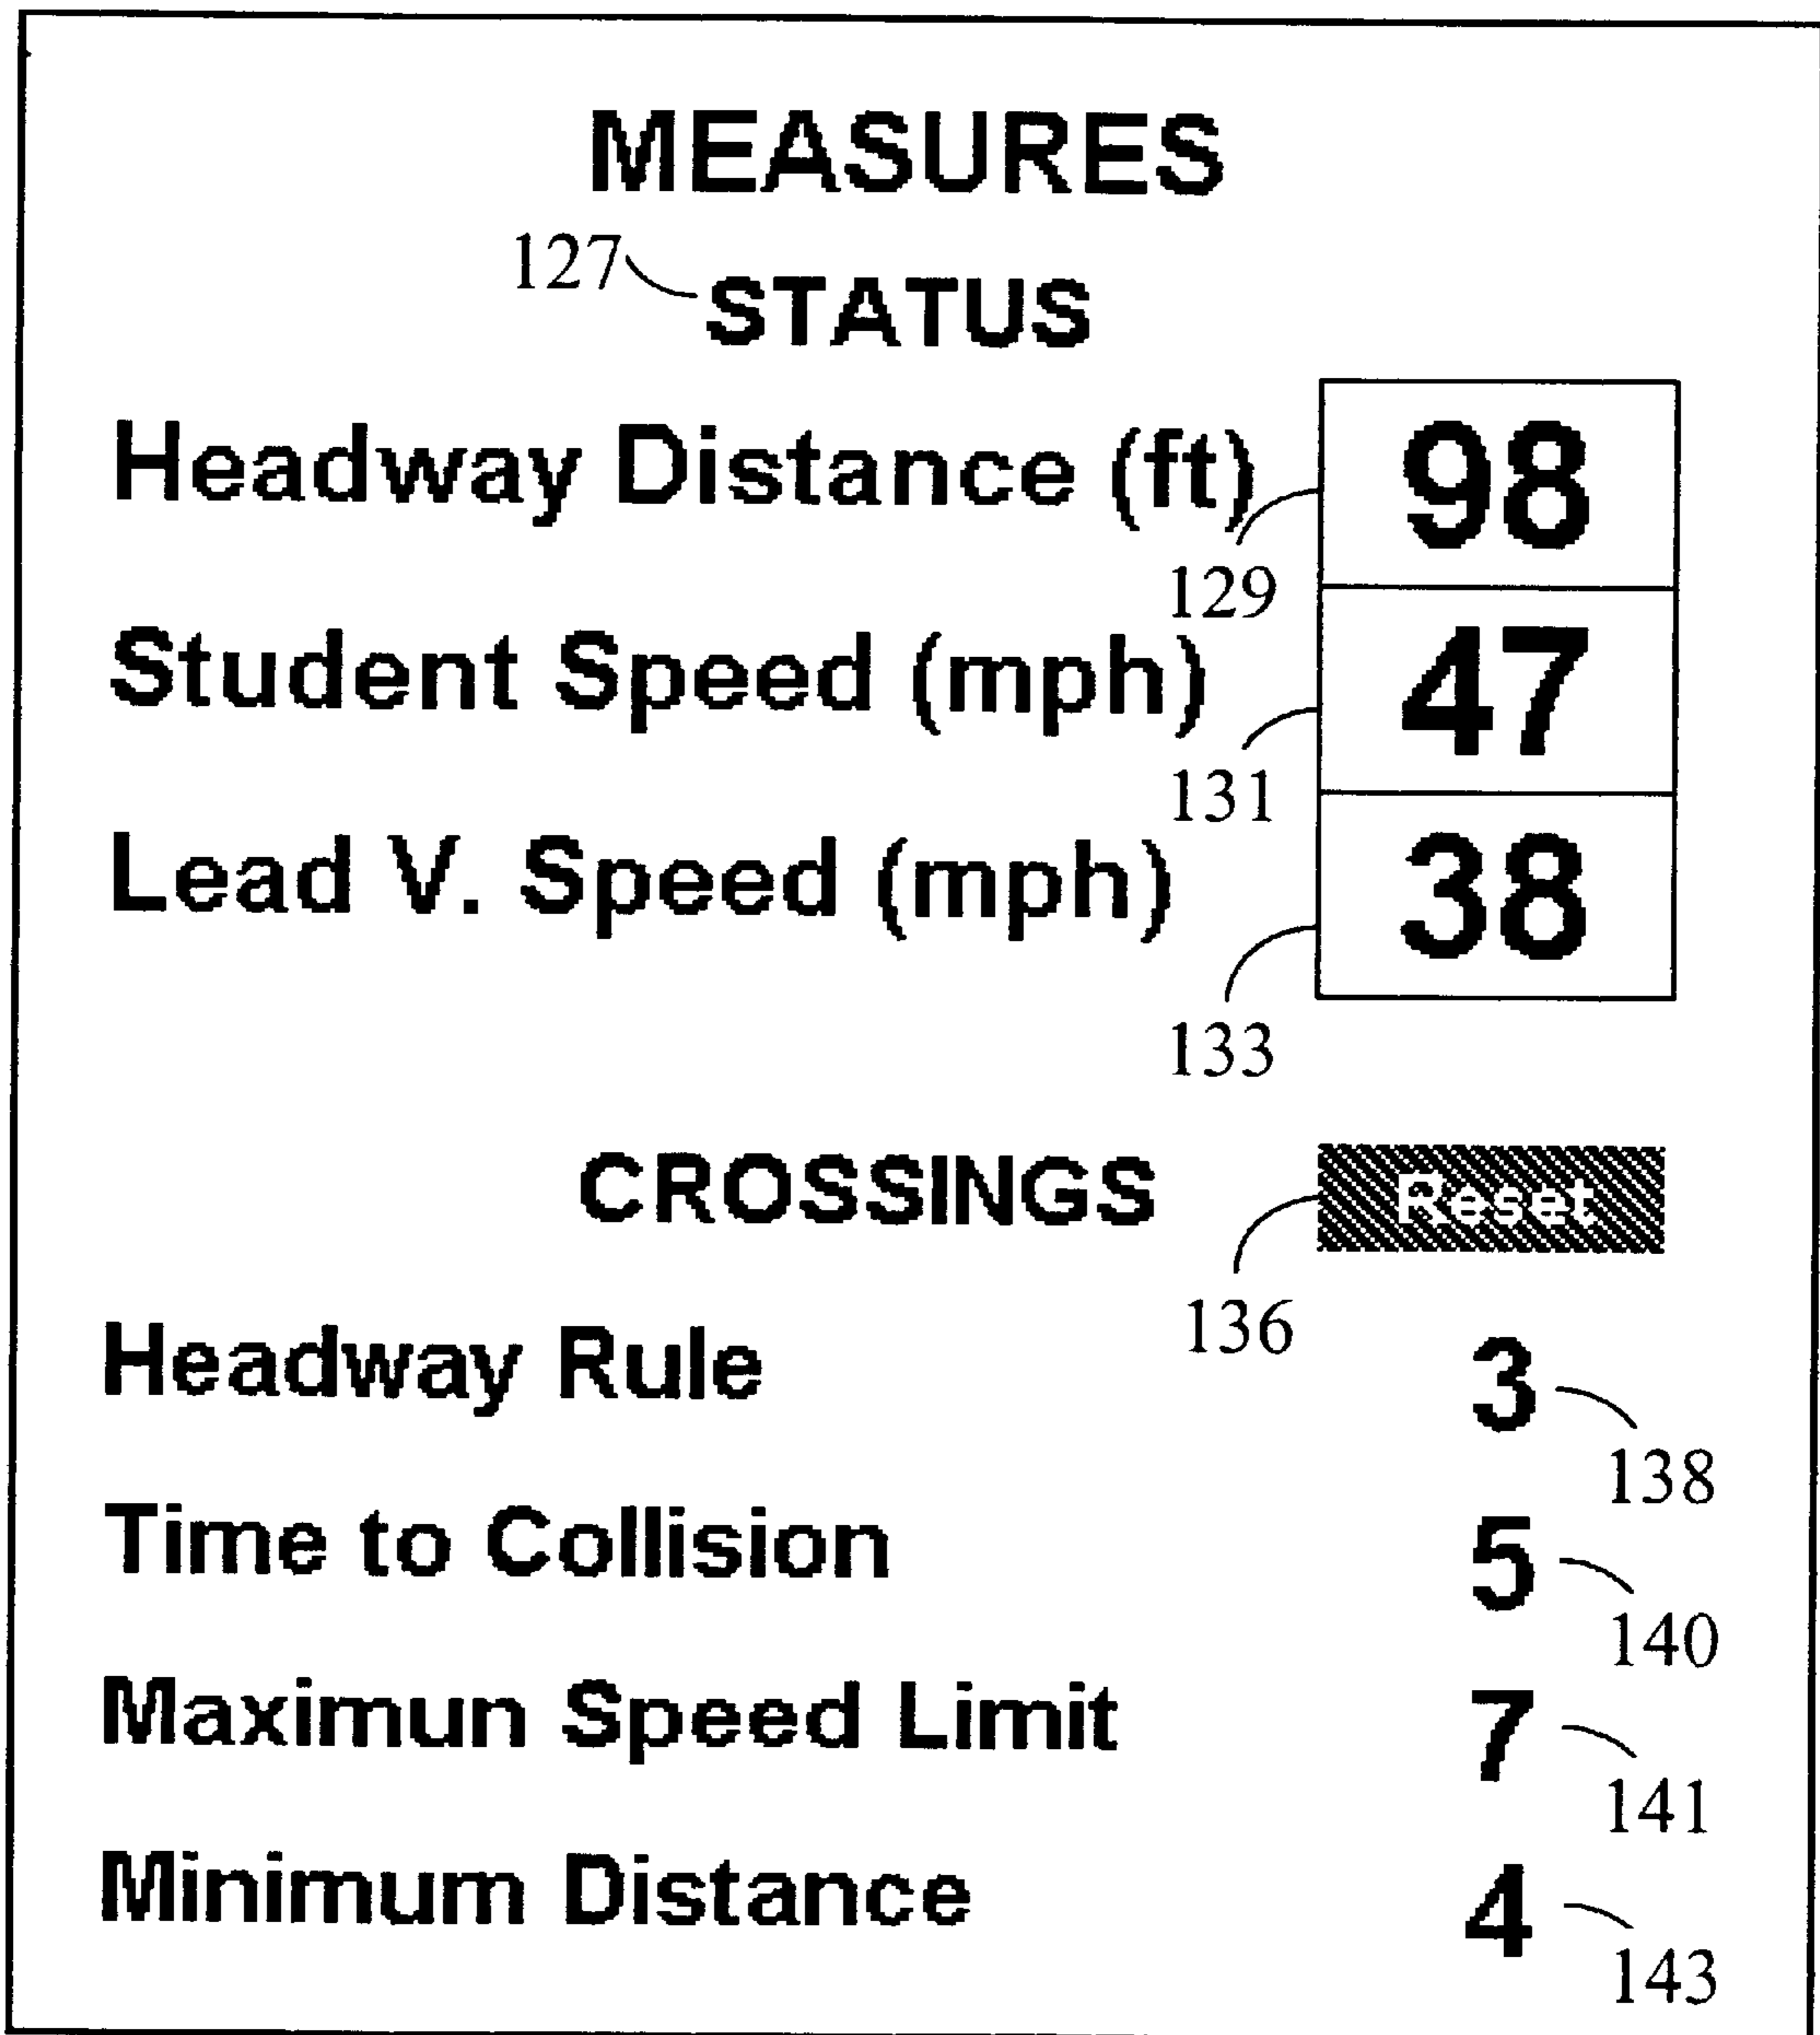 MEASURES
127 STATUS
Headway Distance (ft) 98
129
Student Speed (mph) 47
131
Lead V. Speed (mph) 38
133
CROSSINGS Reset
136
Headway Rule 3
138
Time to Collision 5
140
Maximun Speed Limit 7
141
Minimum Distance 4
143